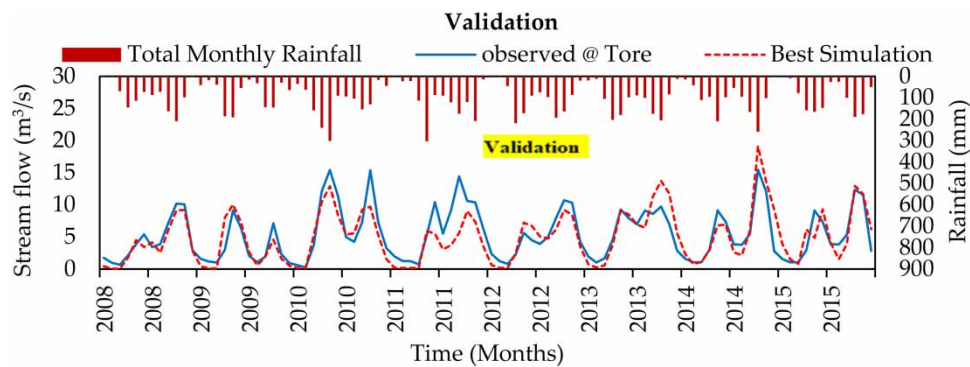 Validation
Total Monthly Rainfall observed @ Tore Best Simulation
Stream flow (m³/s)
30
25
20
15
10
5
0
Validation
0
100
200
300
400
500
600
700
800
900
Rainfall (mm)
2008 2008 2009 2009 2010 2010 2011 2011 2012 2012 2013 2013 2014 2014 2015 2015
Time (Months)